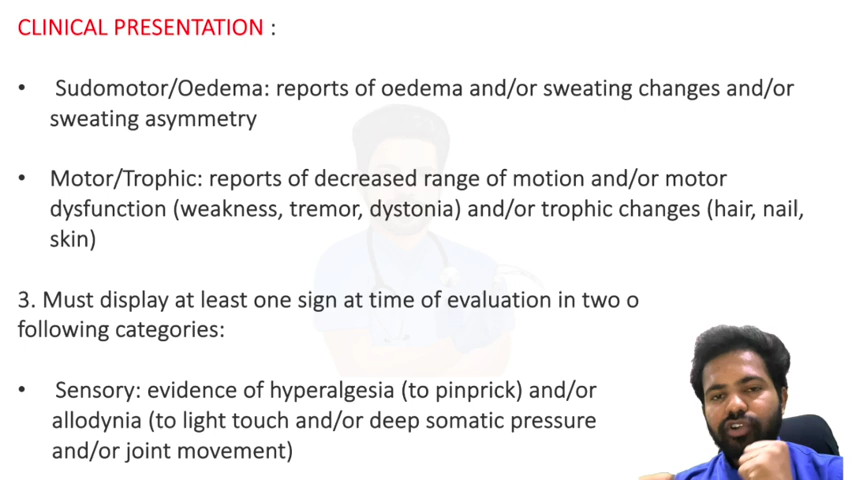 CLINICAL PRESENTATION :
• Sudomotor/Oedema: reports of oedema and/or sweating changes and/or
sweating asymmetry
• Motor/Trophic: reports of decreased range of motion and/or motor
dysfunction (weakness, tremor, dystonia) and/or trophic changes (hair, nail,
skin)
3. Must display at least one sign at time of evaluation in two o
following categories:
• Sensory: evidence of hyperalgesia (to pinprick) and/or
allodynia (to light touch and/or deep somatic pressure
and/or joint movement)